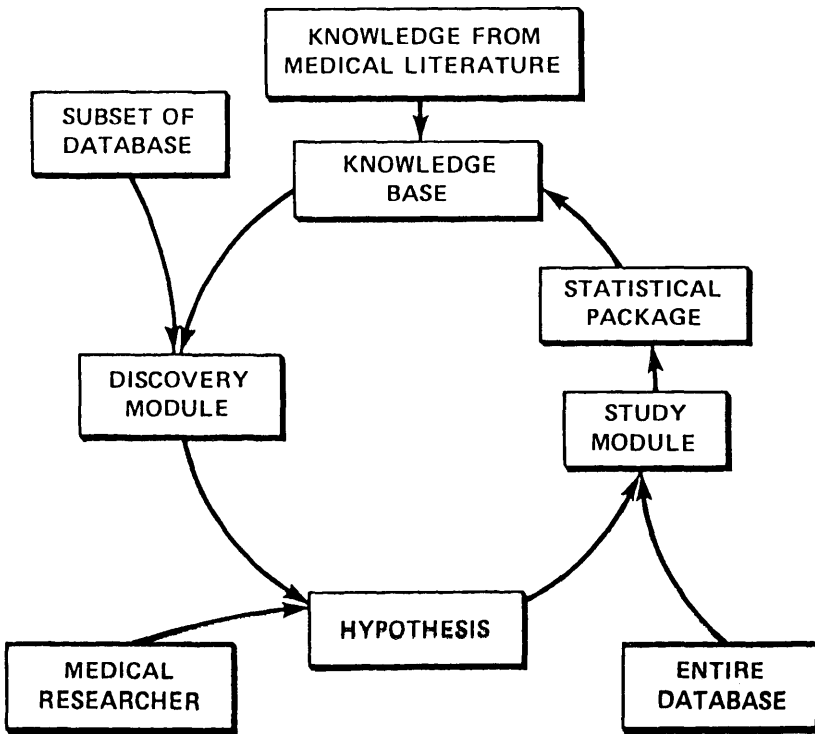 KNOWLEDGE FROM
MEDICAL LITERATURE
SUBSET OF
DATABASE
KNOWLEDGE
BASE
STATISTICAL
PACKAGE
DISCOVERY
MODULE
STUDY
MODULE
HYPOTHESIS
MEDICAL
RESEARCHER
ENTIRE
DATABASE